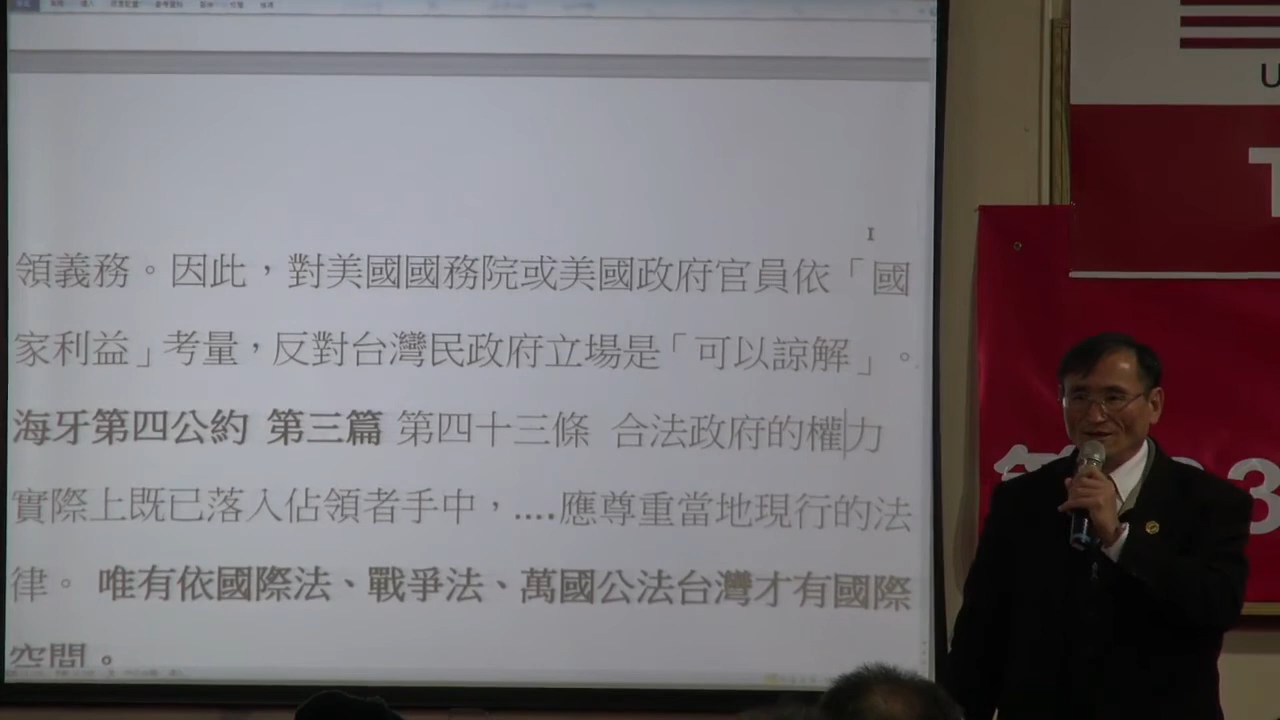 領義務。因此，對美國國務院或美國政府官員依「國
家利益」考量，反對台灣民政府立場是「可以諒解」。
海牙第四公約 第三篇 第四十三條 合法政府的權力
實際上既已落入佔領者手中，....應尊重當地現行的法
律。 唯有依國際法、戰爭法、萬國公法台灣才有國際
空間。
U
T
第
3